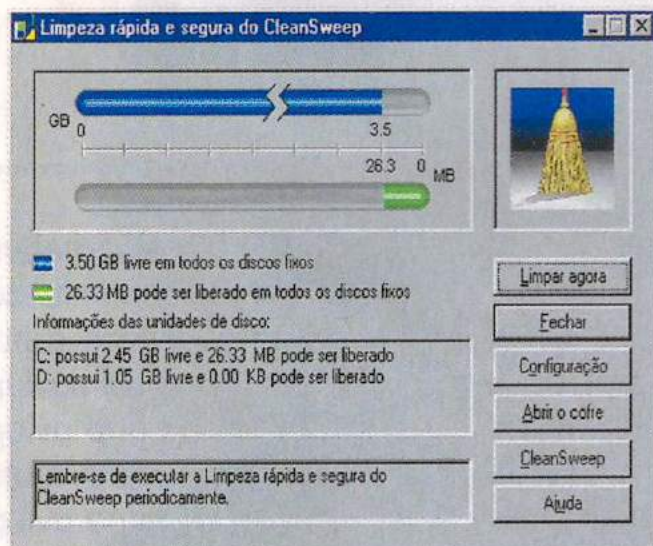 Limpeza rápida e segura do CleanSweep
GB 0 3.5
26.3 0 MB
3.50 GB livre em todos os discos fixos
26.33 MB pode ser liberado em todos os discos fixos
Informações das unidades de disco:
C: possui 2.45 GB livre e 26.33 MB pode ser liberado
D: possui 1.05 GB livre e 0.00 KB pode ser liberado
Lembre-se de executar a Limpeza rápida e segura do
CleanSweep periodicamente.
Limpar agora
Fechar
Configuração
Abrir o cofre
CleanSweep
Ajuda